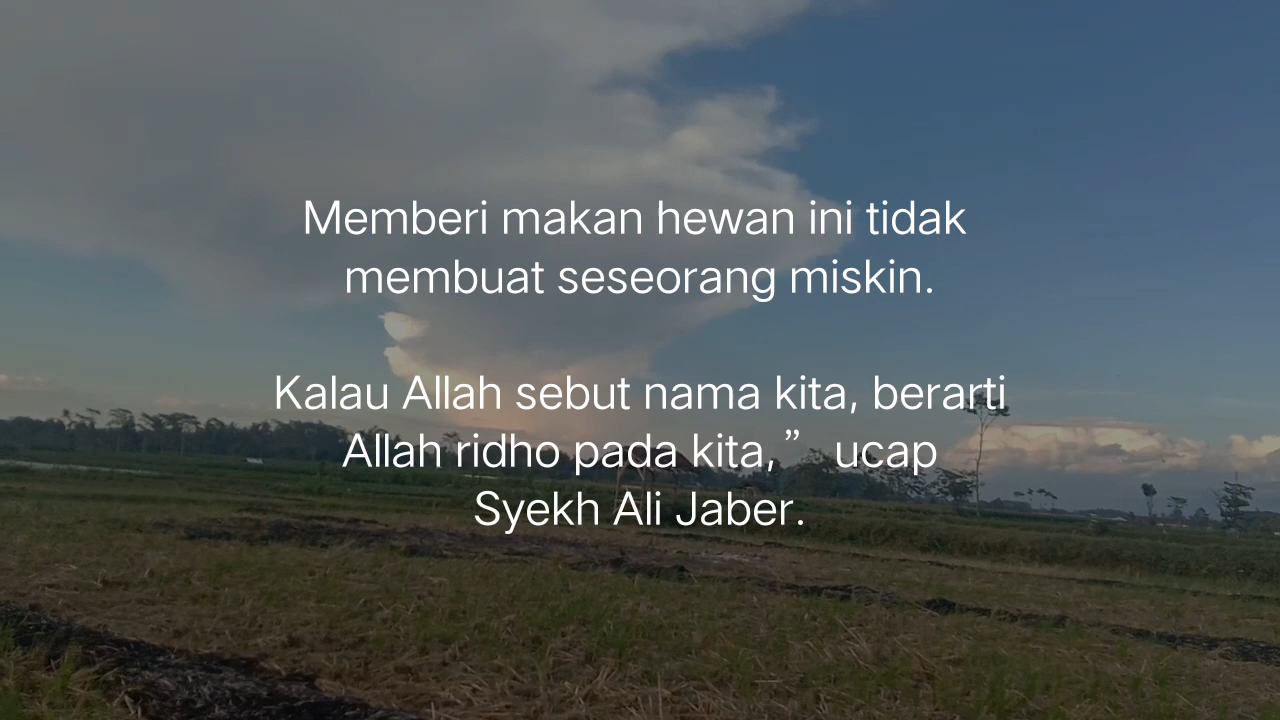 Memberi makan hewan ini tidak
membuat seseorang miskin.
Kalau Allah sebut nama kita, berarti
Allah ridho pada kita,” ucap
Syekh Ali Jaber.